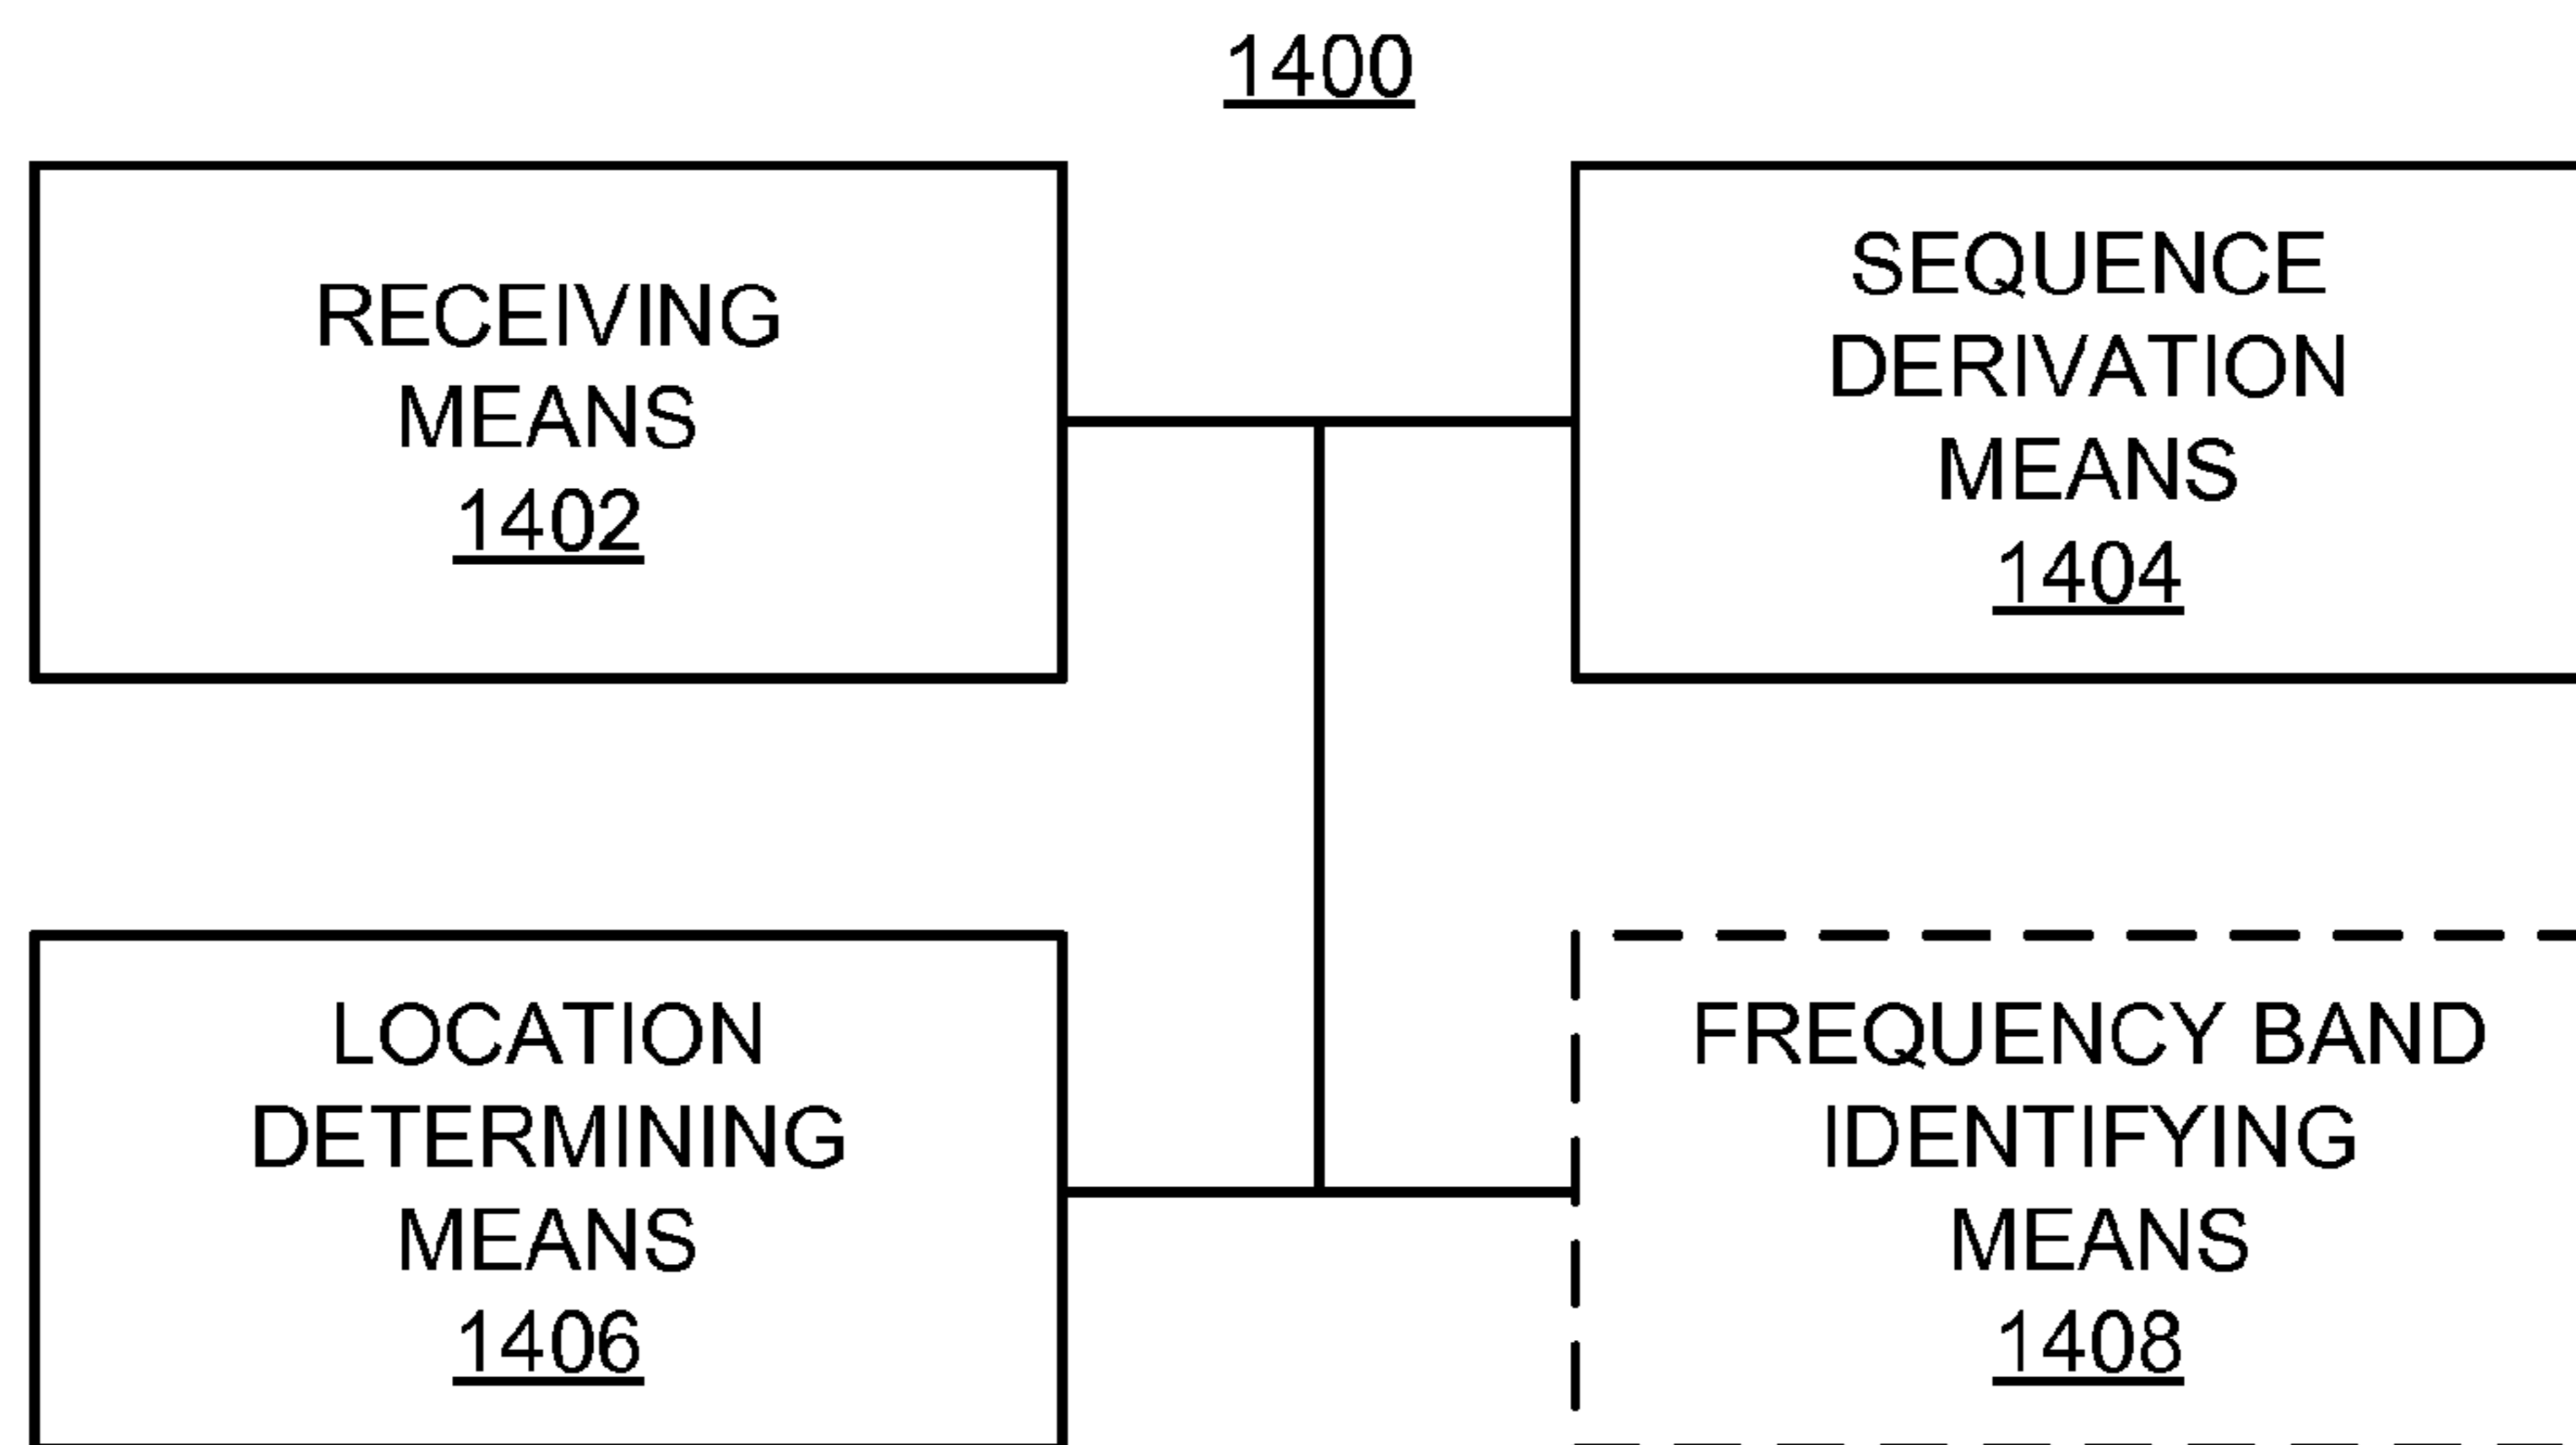 1400
RECEIVING
MEANS
1402
SEQUENCE
DERIVATION
MEANS
1404
LOCATION
DETERMINING
MEANS
1406
FREQUENCY BAND
IDENTIFYING
MEANS
1408